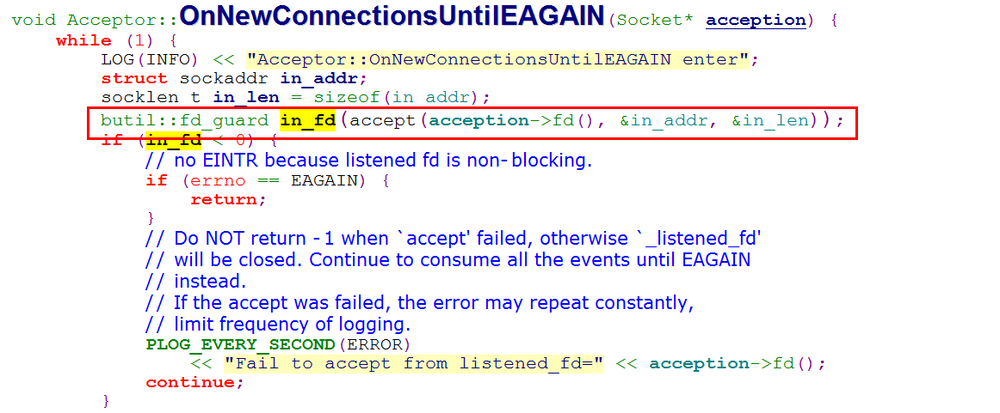 void Acceptor::OnNewConnectionsUntilEAGAIN(Socket* acception) {
    while (1) {
        LOG(INFO) << "Acceptor::OnNewConnectionsUntilEAGAIN enter";
        struct sockaddr in_addr;
        socklen_t in_len = sizeof(in_addr);
        butil::fd_guard in_fd(accept(acception->fd(), &in_addr, &in_len));
        if (in_fd < 0) {
            // no EINTR because listened fd is non-blocking.
            if (errno == EAGAIN) {
                return;
            }
            // Do NOT return -1 when `accept' failed, otherwise `_listened_fd'
            // will be closed. Continue to consume all the events until EAGAIN
            // instead.
            // If the accept was failed, the error may repeat constantly,
            // limit frequency of logging.
            PLOG_EVERY_SECOND(ERROR)
                << "Fail to accept from listened_fd=" << acception->fd();
            continue;
        }